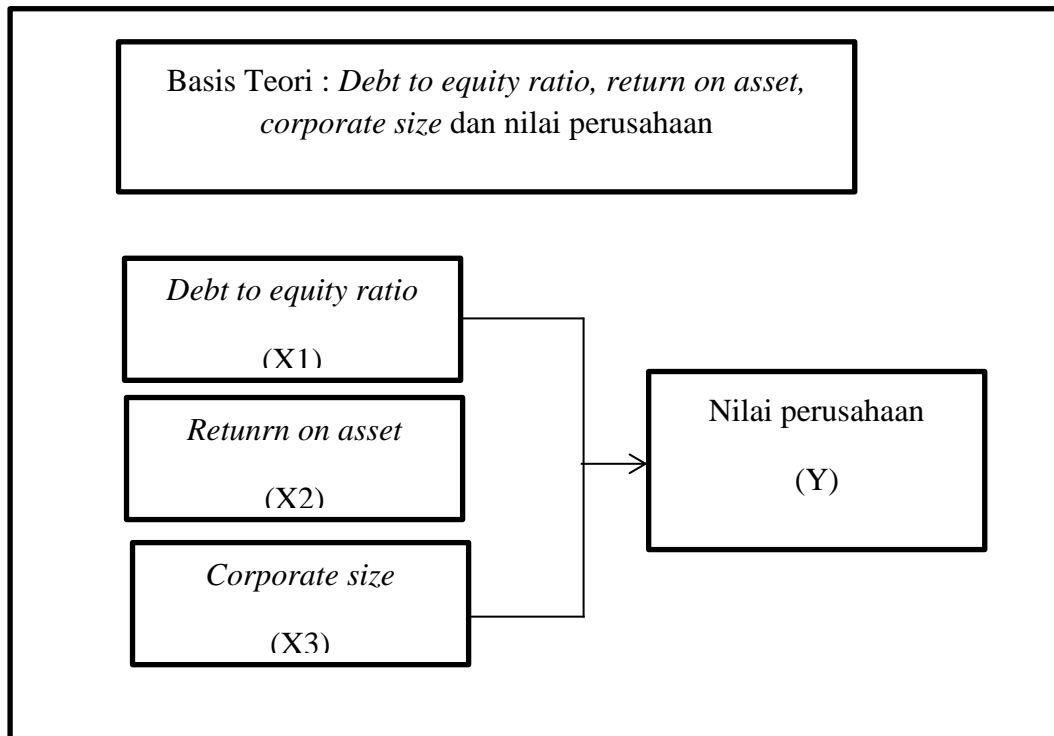 Basis Teori : Debt to equity ratio, return on asset,
corporate size dan nilai perusahaan
Debt to equity ratio
(X1)
Retunrn on asset
(X2)
Corporate size
(X3)
Nilai perusahaan
(Y)